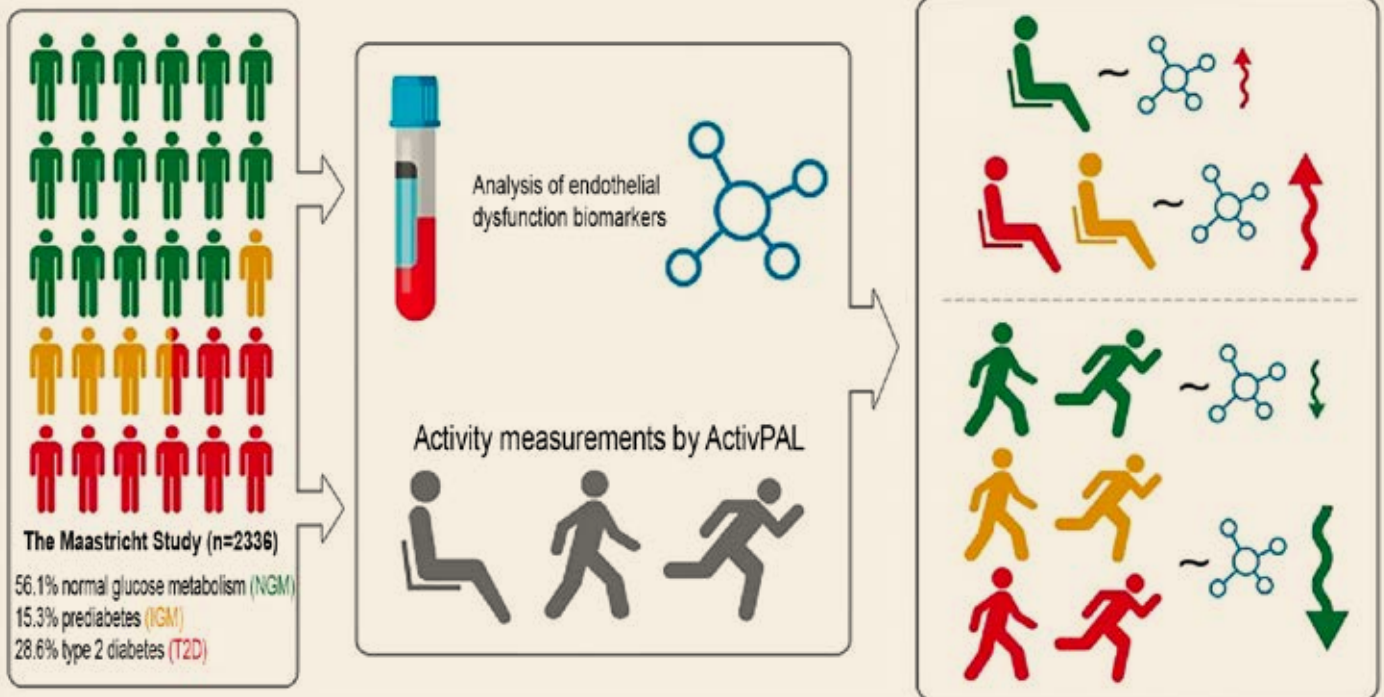 The Maastricht Study (n=2336)
56.1% normal glucose metabolism (NGM)
15.3% prediabetes (IGM)
28.6% type 2 diabetes (T2D)
Analysis of endothelial
dysfunction biomarkers
Activity measurements by ActivPAL
~
~
~
~